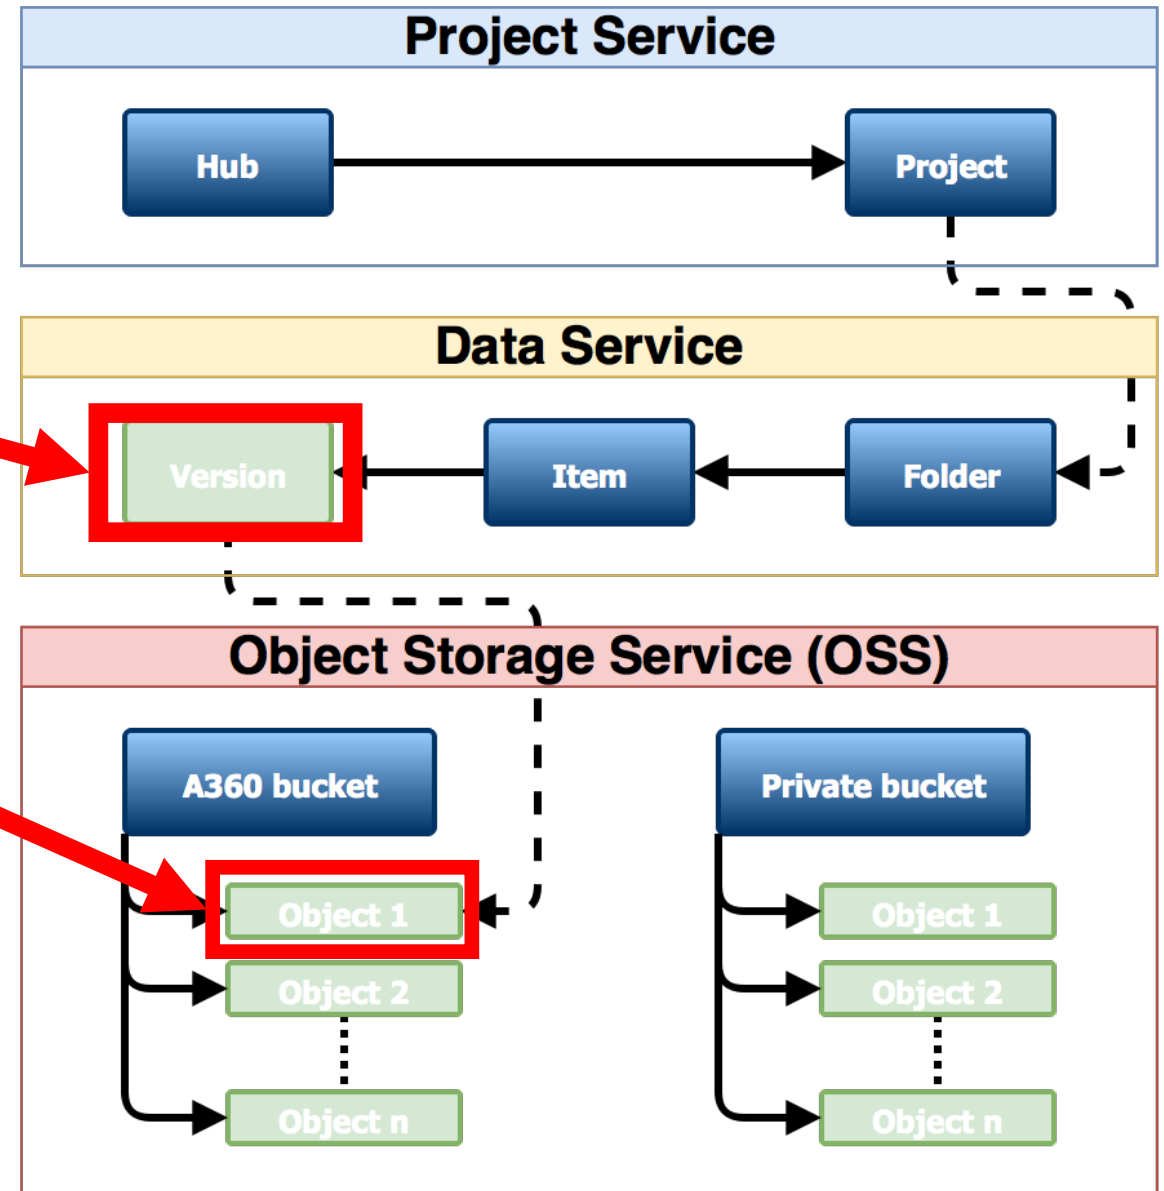 Project Service
Hub
Project
Data Service
Version
Item
Folder
Object Storage Service (OSS)
A360 bucket
Private bucket
Object 1
Object 1
Object 2
Object 2
Object n
Object n